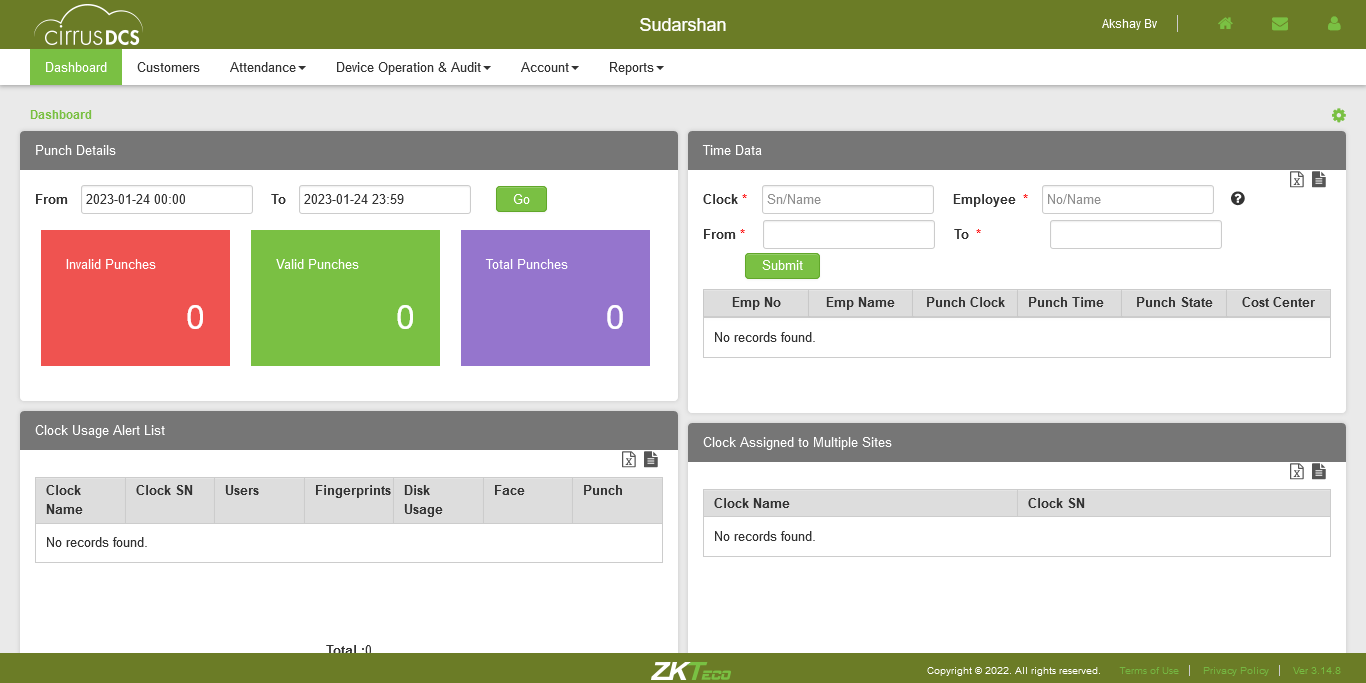 cirrusDCS
Sudarshan
Akshay Bv
Dashboard Customers Attendance Device Operation & Audit Account Reports
Dashboard
Punch Details
From 2023-01-24 00:00 To 2023-01-24 23:59 Go
Invalid Punches Valid Punches Total Punches
0 0 0
Time Data
Clock * Sn/Name Employee * No/Name
From * To *
Submit
Emp No Emp Name Punch Clock Punch Time Punch State Cost Center
No records found.
Clock Usage Alert List
Clock Name Clock SN Users Fingerprints Disk Usage Face Punch
No records found.
Total :0
Clock Assigned to Multiple Sites
Clock Name Clock SN
No records found.
ZKTeco
Copyright © 2022. All rights reserved. Terms of Use Privacy Policy Ver 3.14.8